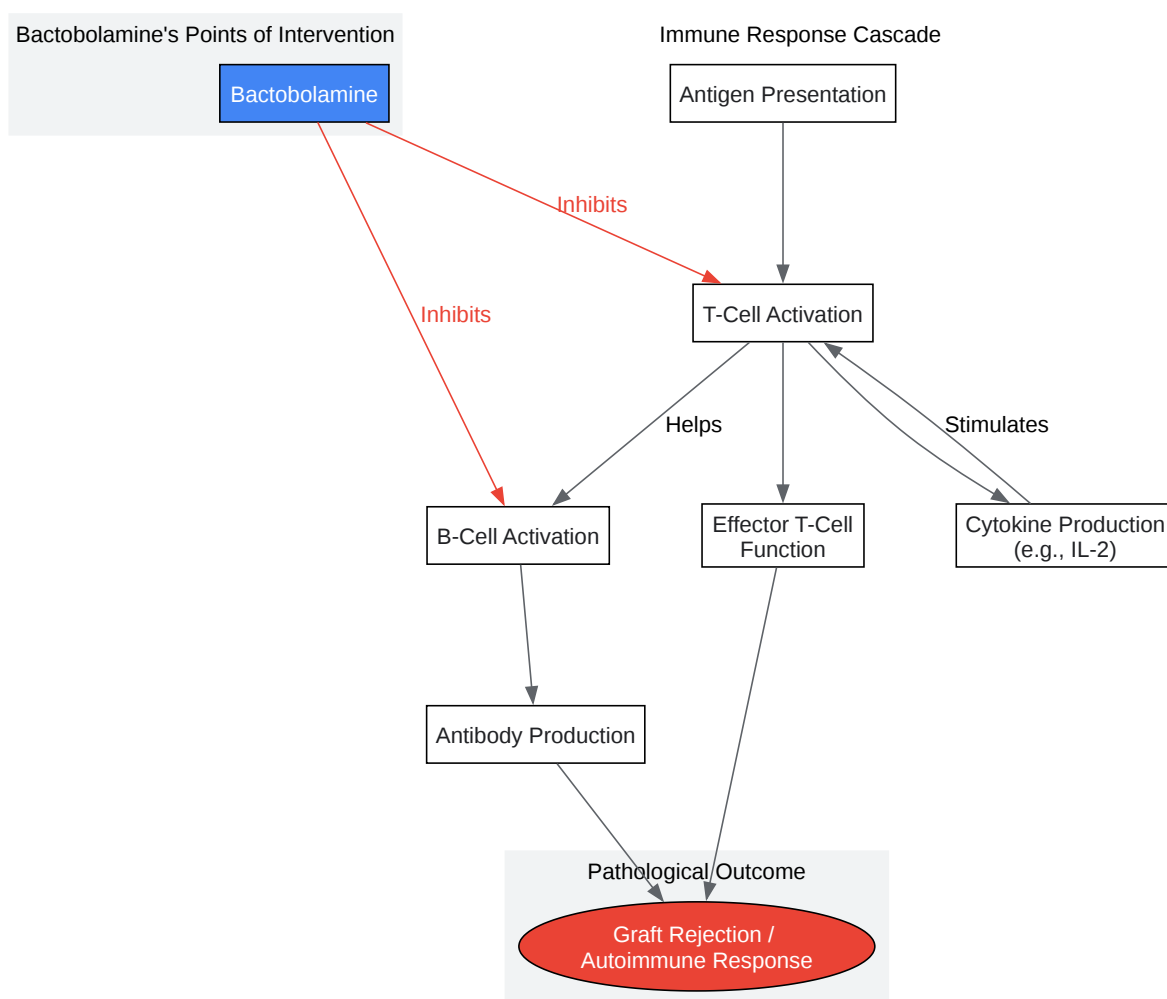 Bactobolamine's Points of Intervention
Immune Response Cascade
Bactobolamine
Antigen Presentation
Inhibits
Inhibits
T-Cell Activation
Helps
Stimulates
B-Cell Activation
Effector T-Cell
Function
Cytokine Production
(e.g., IL-2)
Antibody Production
Pathological Outcome
Graft Rejection /
Autoimmune Response